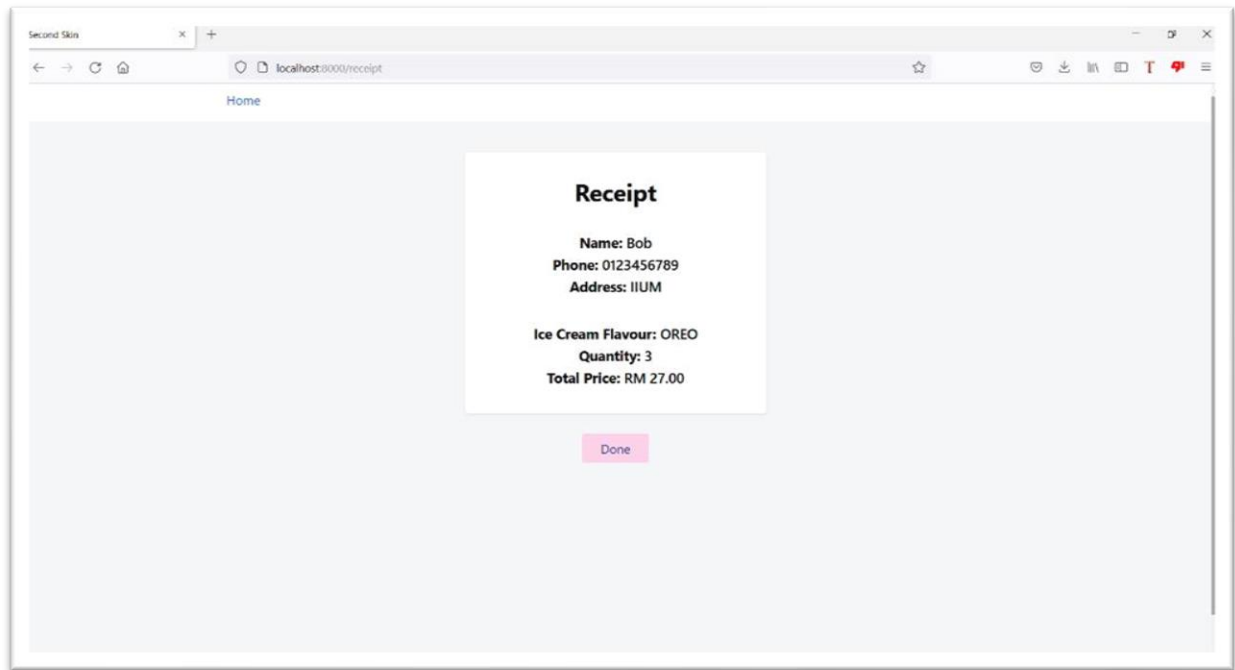 Second Skin
localhost:8000/receipt
Home
Receipt
Name: Bob
Phone: 0123456789
Address: IIUM
Ice Cream Flavour: OREO
Quantity: 3
Total Price: RM 27.00
Done